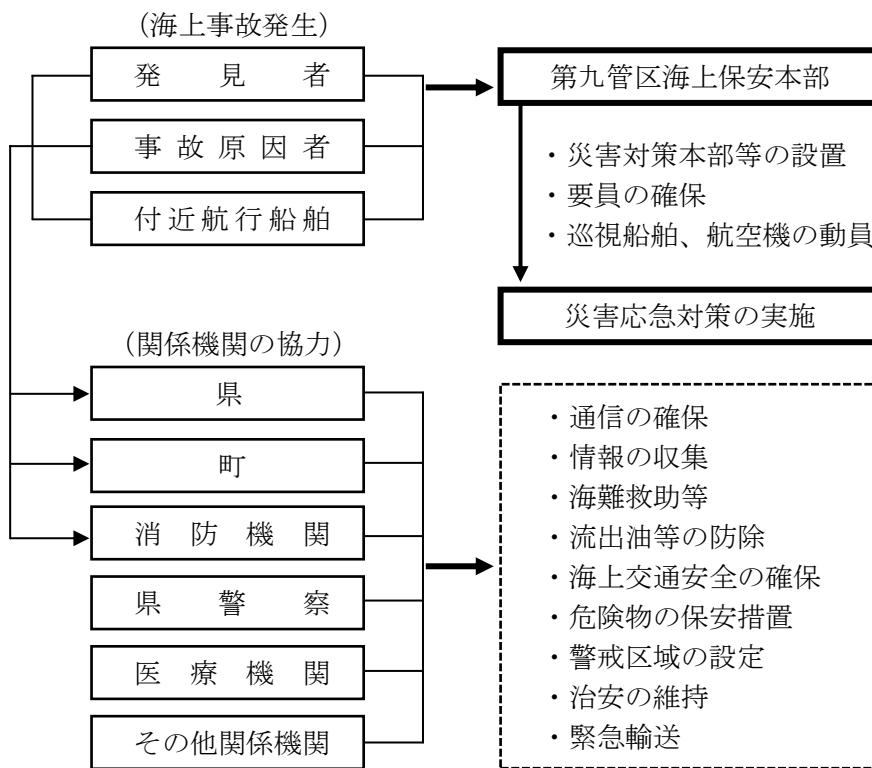 (海上事故発生)
発見者
事故原因者
付近航行船舶
第九管区海上保安本部
・災害対策本部等の設置
・要員の確保
・巡視船舶、航空機の動員
災害応急対策の実施
(関係機関の協力)
県
町
消防機関
県警察
医療機関
その他関係機関
・通信の確保
・情報の収集
・海難救助等
・流出油等の防除
・海上交通安全の確保
・危険物の保安措置
・警戒区域の設定
・治安の維持
・緊急輸送